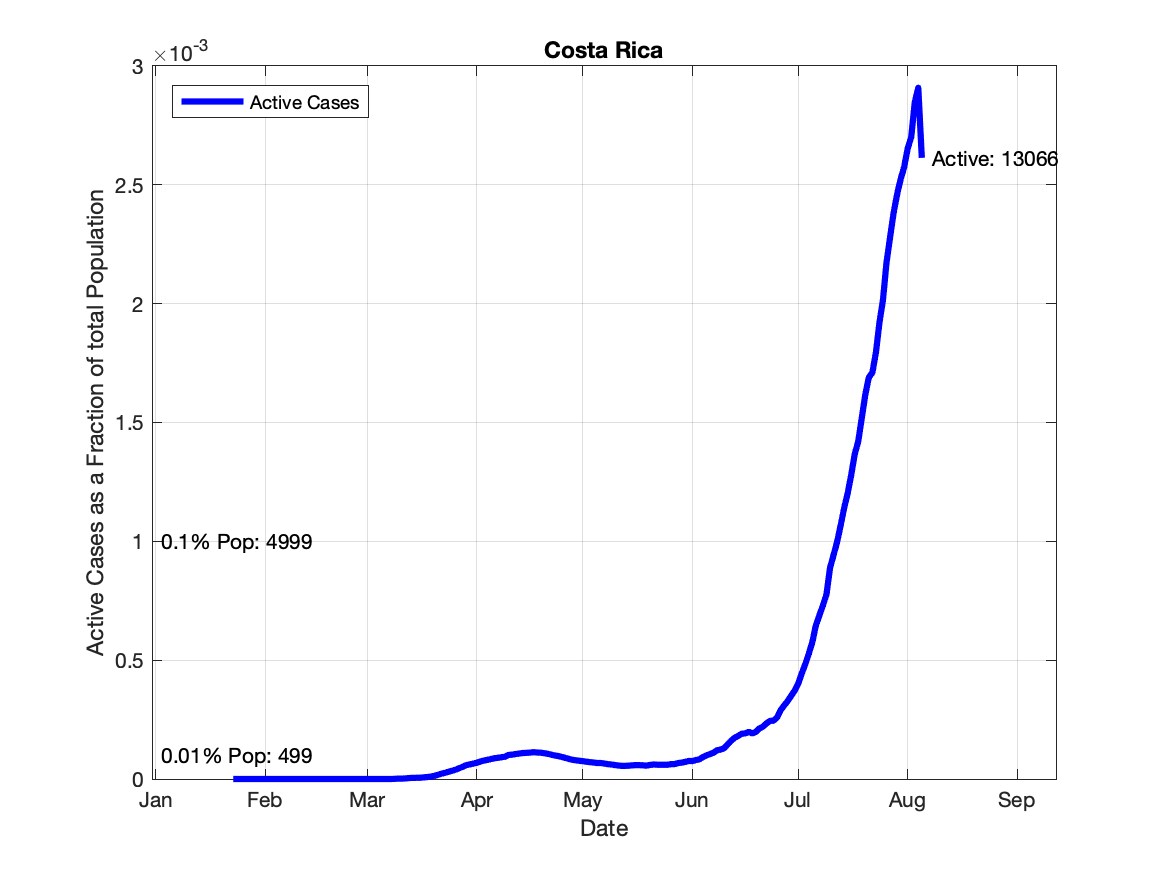 Costa Rica
×10-3
3
2.5
2
1.5
1
0.5
0
Active Cases as a Fraction of total Population
Active Cases
Active: 13066
0.1% Pop: 4999
0.01% Pop: 499
Jan Feb Mar Apr May Jun Jul Aug Sep
Date